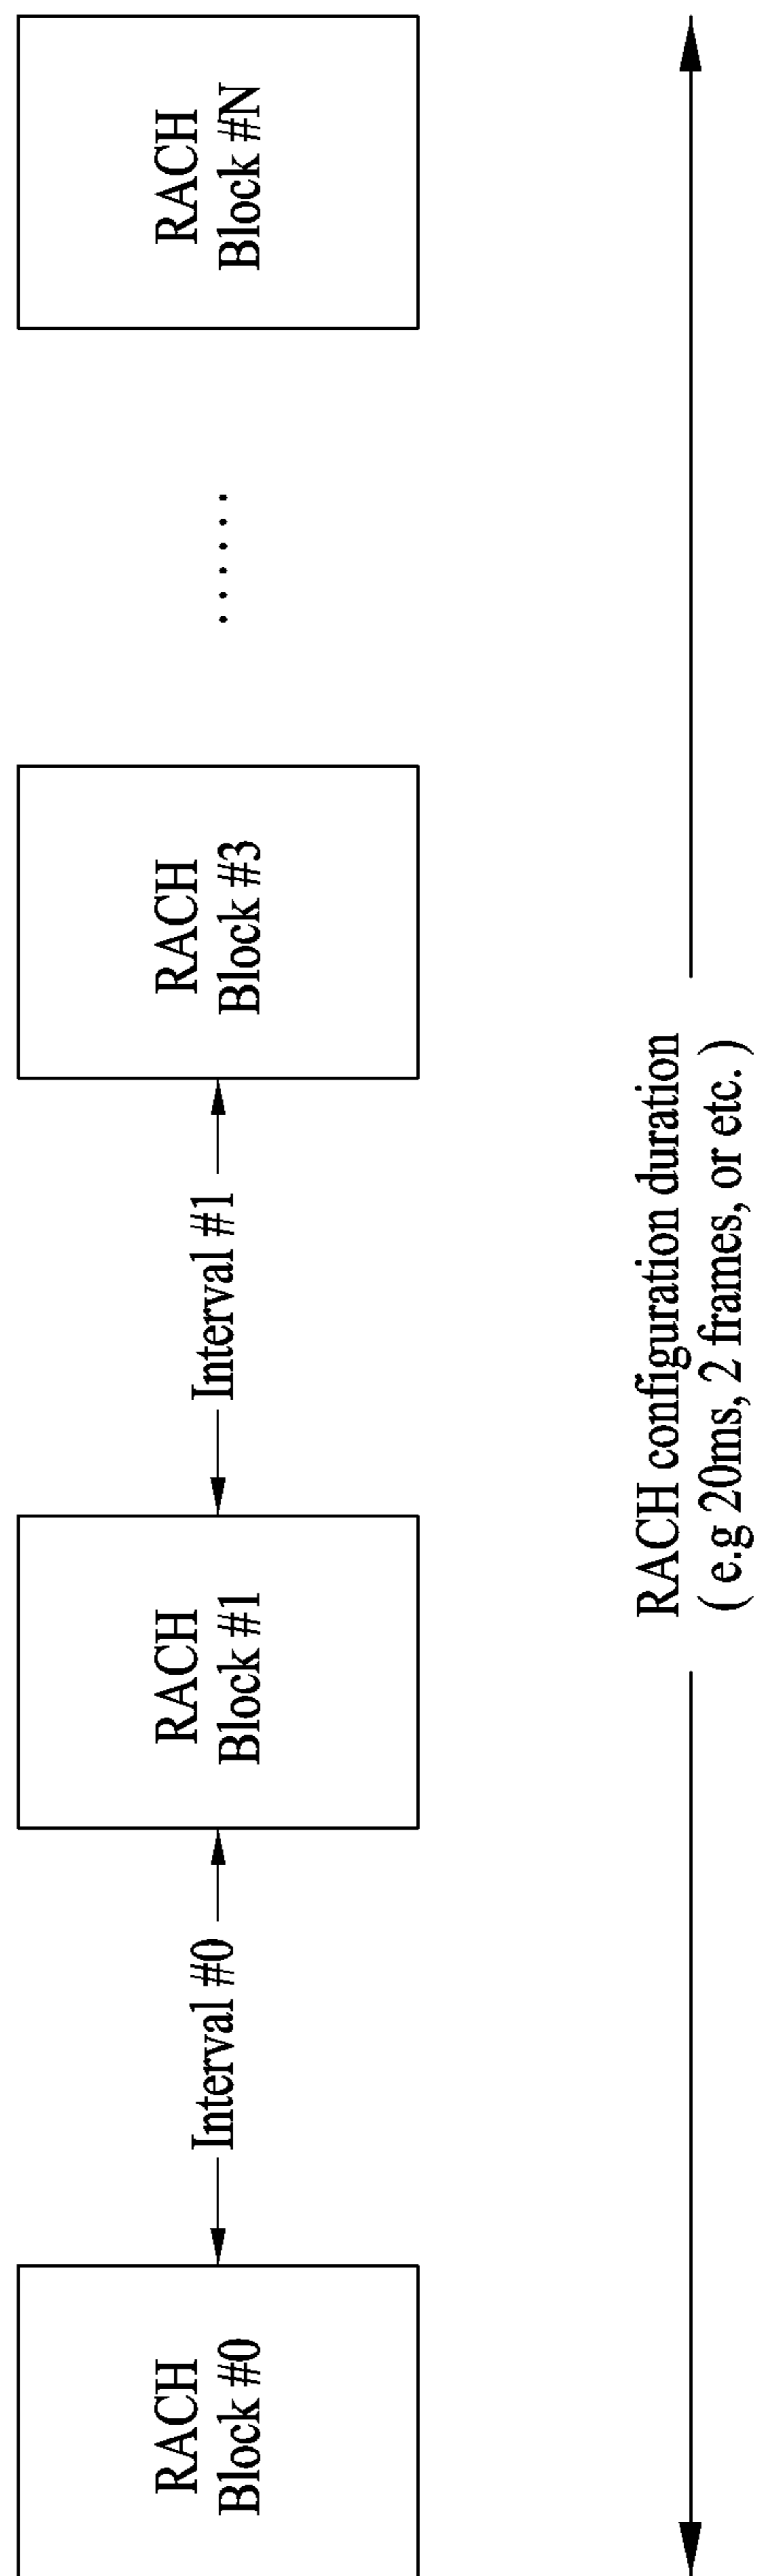 RACH
Block #0
Interval #0
RACH
Block #1
Interval #1
RACH
Block #3
......
RACH
Block #N
RACH configuration duration
( e.g 20ms, 2 frames, or etc. )